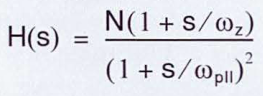 H(s) = N(1 + s/ω_z) / (1 + s/ω_pll)^2